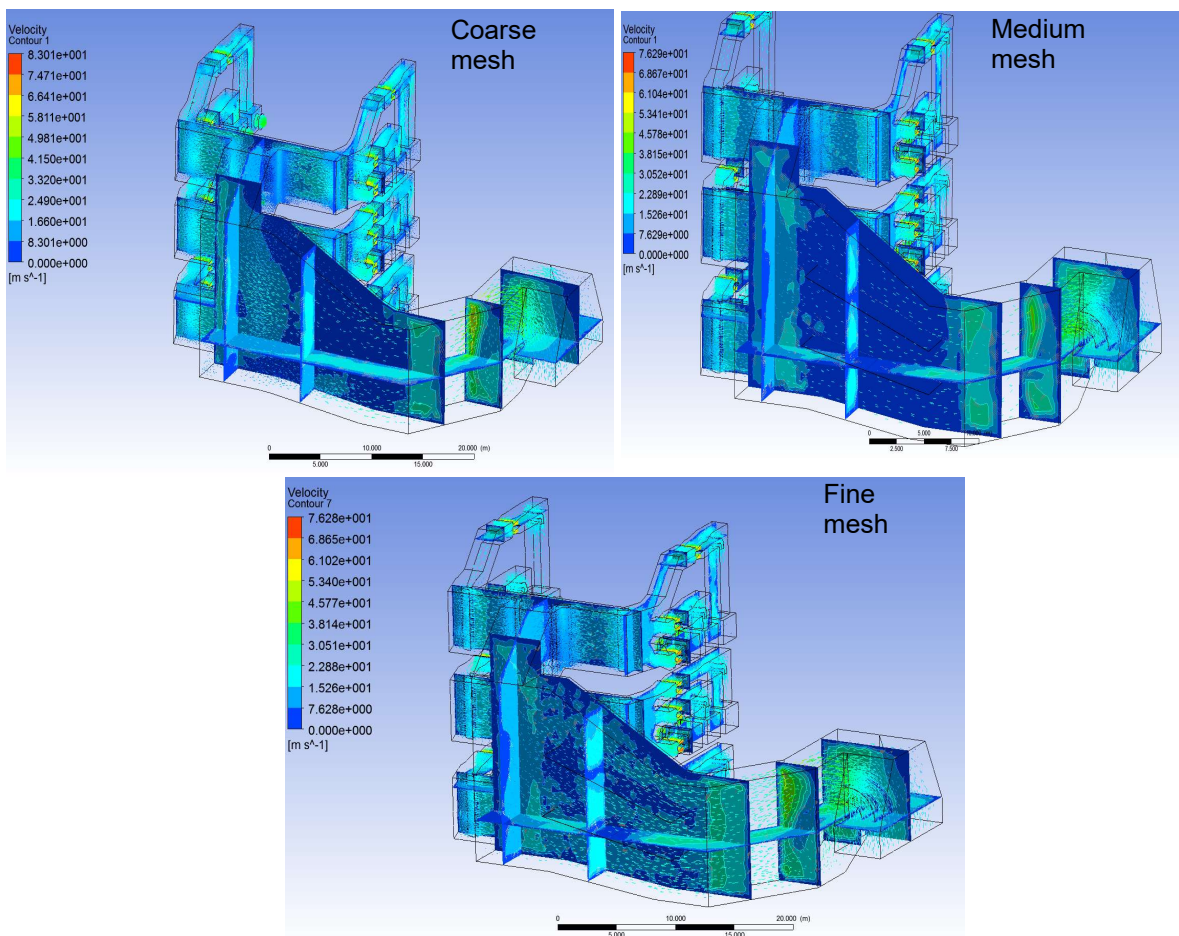 Velocity
Contour 1
8.301e+001
7.471e+001
6.641e+001
5.811e+001
4.981e+001
4.150e+001
3.320e+001
2.490e+001
1.660e+001
8.301e+000
0.000e+000
[m s^-1]
Coarse
mesh
0 10.000 20.000 (m)
5.000 15.000
Velocity
Contour 1
7.629e+001
6.867e+001
6.104e+001
5.341e+001
4.578e+001
3.815e+001
3.052e+001
2.289e+001
1.526e+001
7.629e+000
0.000e+000
[m s^-1]
Medium
mesh
0 5.000
2.500 7.500
Velocity
Contour 7
7.628e+001
6.865e+001
6.102e+001
5.340e+001
4.577e+001
3.814e+001
3.051e+001
2.288e+001
1.526e+001
7.628e+000
0.000e+000
[m s^-1]
Fine
mesh
0 10.000 20.000 (m)
5.000 15.000